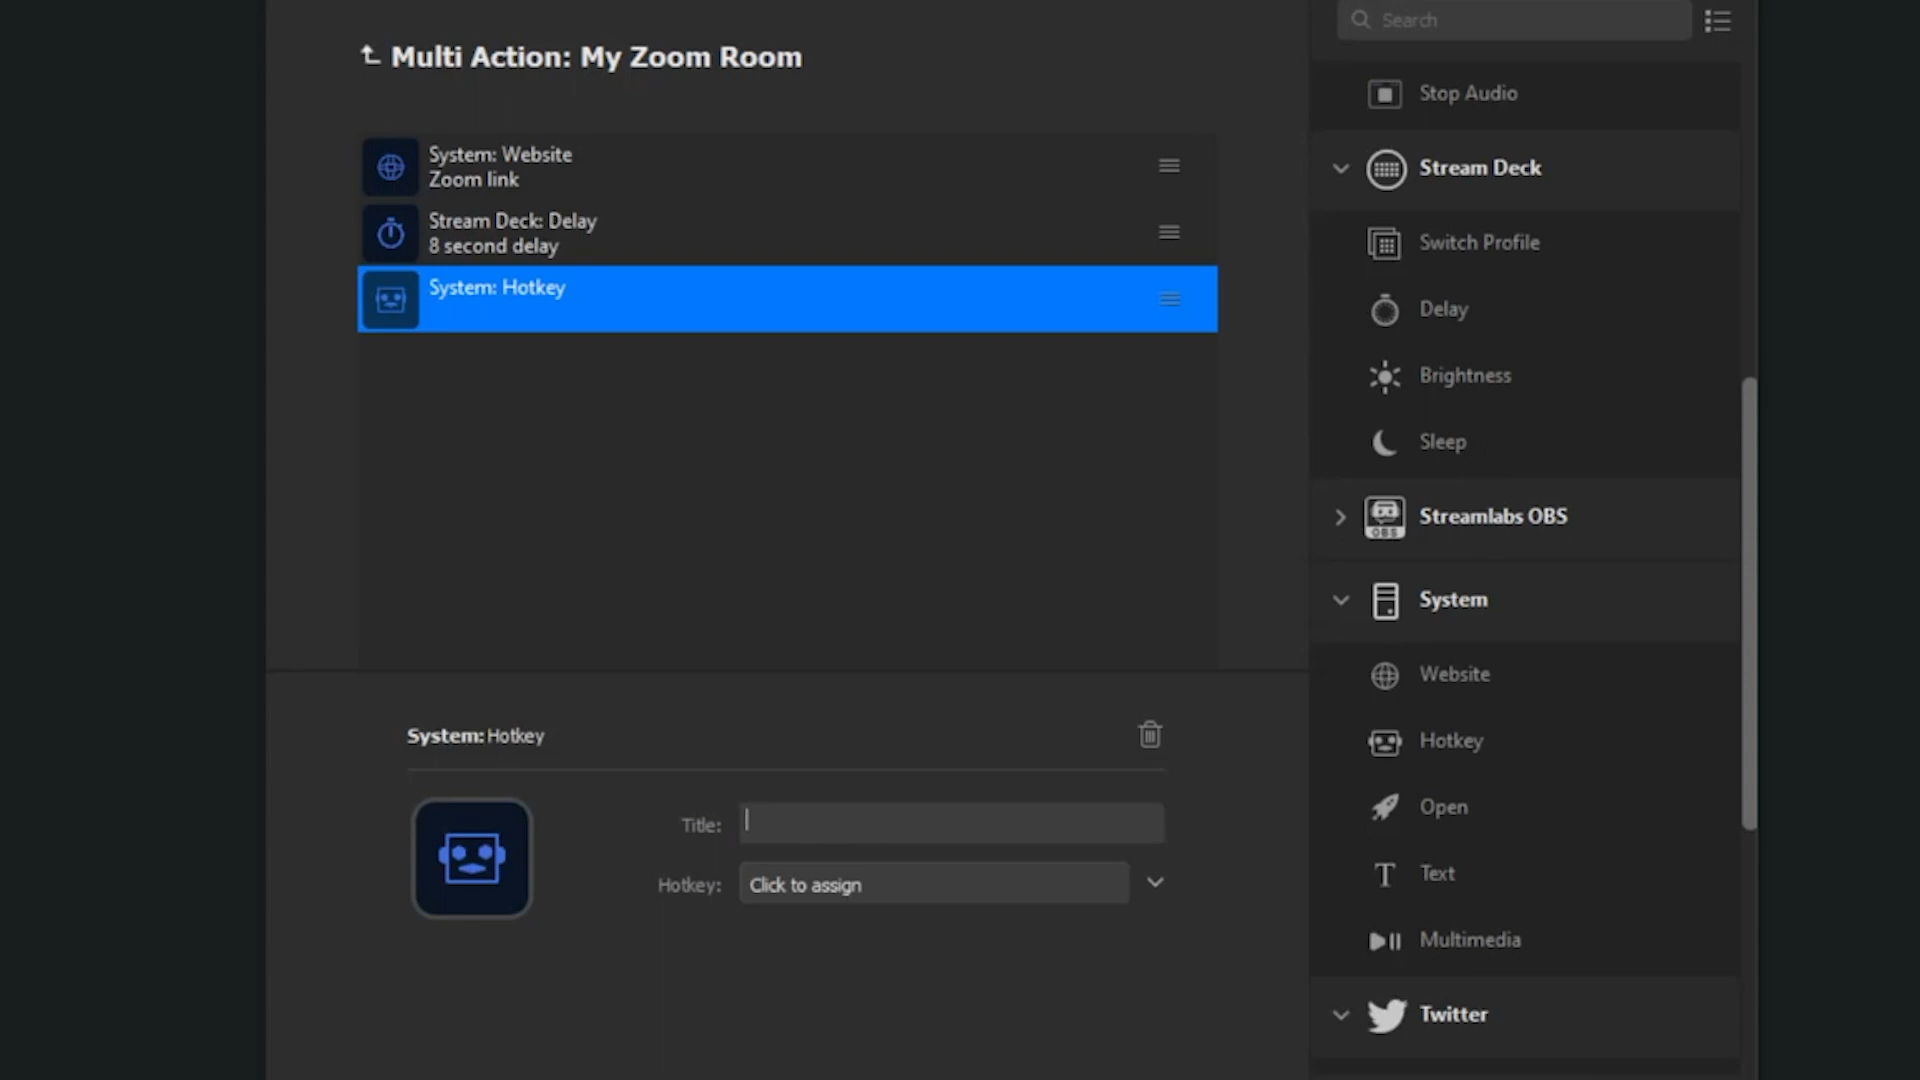 Multi Action: My Zoom Room
System: Website
Zoom link
Stream Deck: Delay
8 second delay
System: Hotkey
System: Hotkey
Title:
Hotkey: Click to assign
Search
Stop Audio
Stream Deck
Switch Profile
Delay
Brightness
Sleep
OBS
Streamlabs OBS
System
Website
Hotkey
Open
Text
Multimedia
Twitter